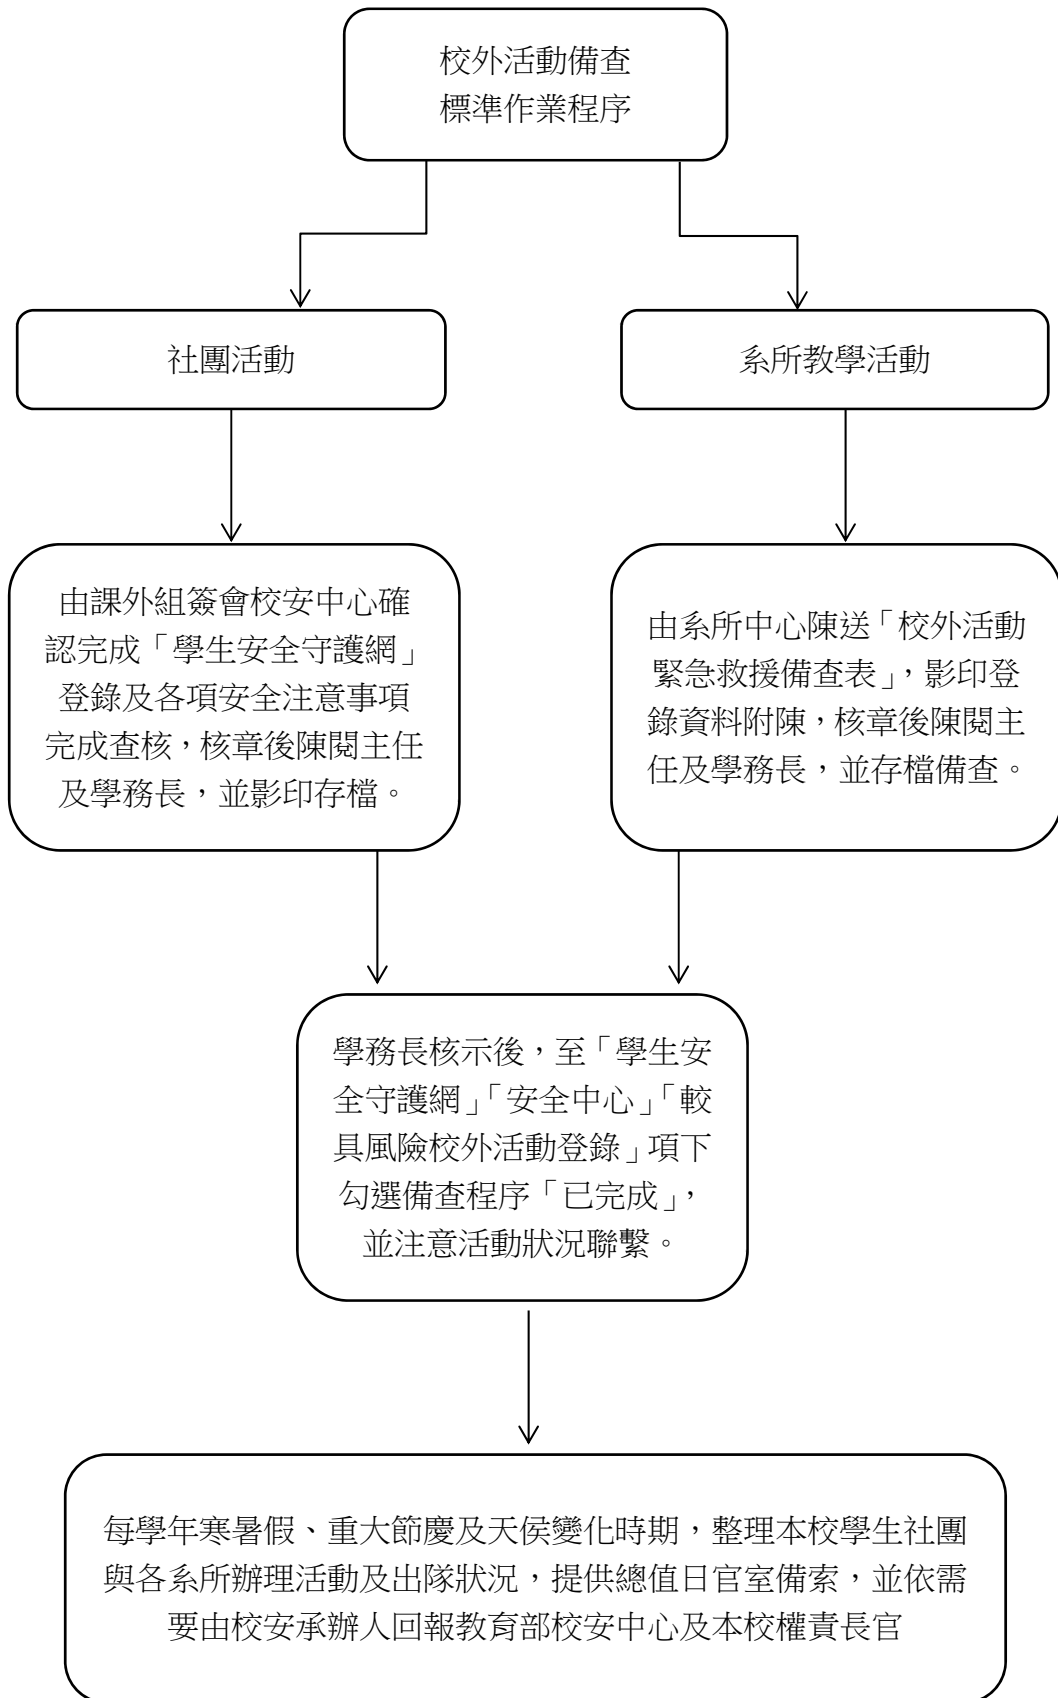 校外活動備查
標準作業程序
社團活動
系所教學活動
由課外組簽會校安中心確
認完成「學生安全守護網」
登錄及各項安全注意事項
完成查核，核章後陳閱主任
及學務長，並影印存檔。
由系所中心陳送「校外活動
緊急救援備查表」，影印登
錄資料附陳，核章後陳閱主
任及學務長，並存檔備查。
學務長核示後，至「學生安
全守護網」「安全中心」「較
具風險校外活動登錄」項下
勾選備查程序「已完成」，
並注意活動狀況聯繫。
每學年寒暑假、重大節慶及天侯變化時期，整理本校學生社團
與各系所辦理活動及出隊狀況，提供總值日官室備索，並依需
要由校安承辦人回報教育部校安中心及本校權責長官